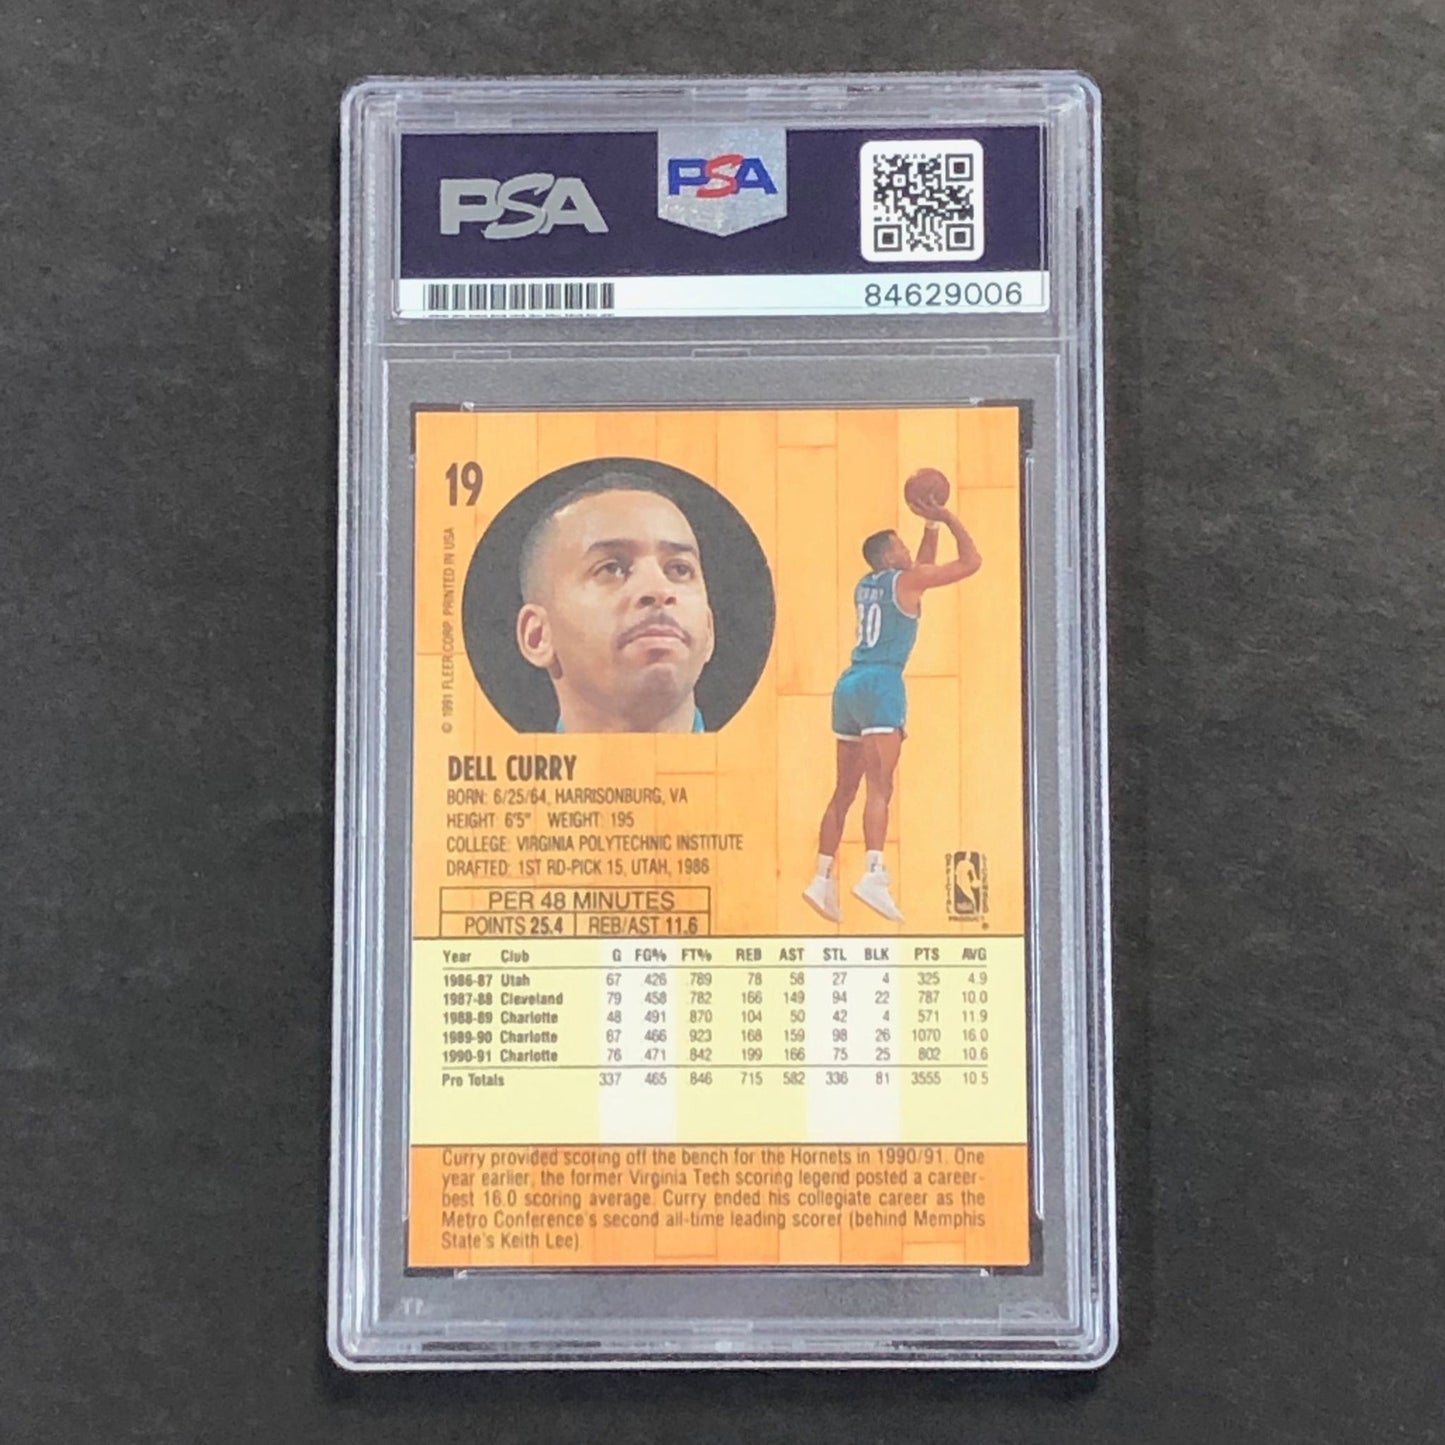 PSA
PSA
84629006
19
© 1991 FLEER CORP. PRINTED IN USA
30
DELL CURRY
BORN: 6/25/64, HARRISONBURG, VA
HEIGHT: 6'5" WEIGHT: 195
COLLEGE: VIRGINIA POLYTECHNIC INSTITUTE
DRAFTED: 1ST RD-PICK 15, UTAH, 1986
OFFICIAL LICENSED
PRODUCT
PER 48 MINUTES
POINTS 25.4 REB/AST 11.6
Year Club G FG% FT% REB AST STL BLK PTS AVG
1986-87 Utah 67 .426 .789 78 58 27 4 325 4.9
1987-88 Cleveland 79 .458 .782 166 149 94 22 787 10.0
1988-89 Charlotte 48 .491 .870 104 50 42 4 571 11.9
1989-90 Charlotte 67 .466 .923 168 159 98 26 1070 16.0
1990-91 Charlotte 76 .471 .842 199 166 75 25 802 10.6
Pro Totals 337 .465 .846 715 582 336 81 3555 10.5
Curry provided scoring off the bench for the Hornets in 1990/91. One
year earlier, the former Virginia Tech scoring legend posted a career-
best 16.0 scoring average. Curry ended his collegiate career as the
Metro Conference's second all-time leading scorer (behind Memphis
State's Keith Lee).